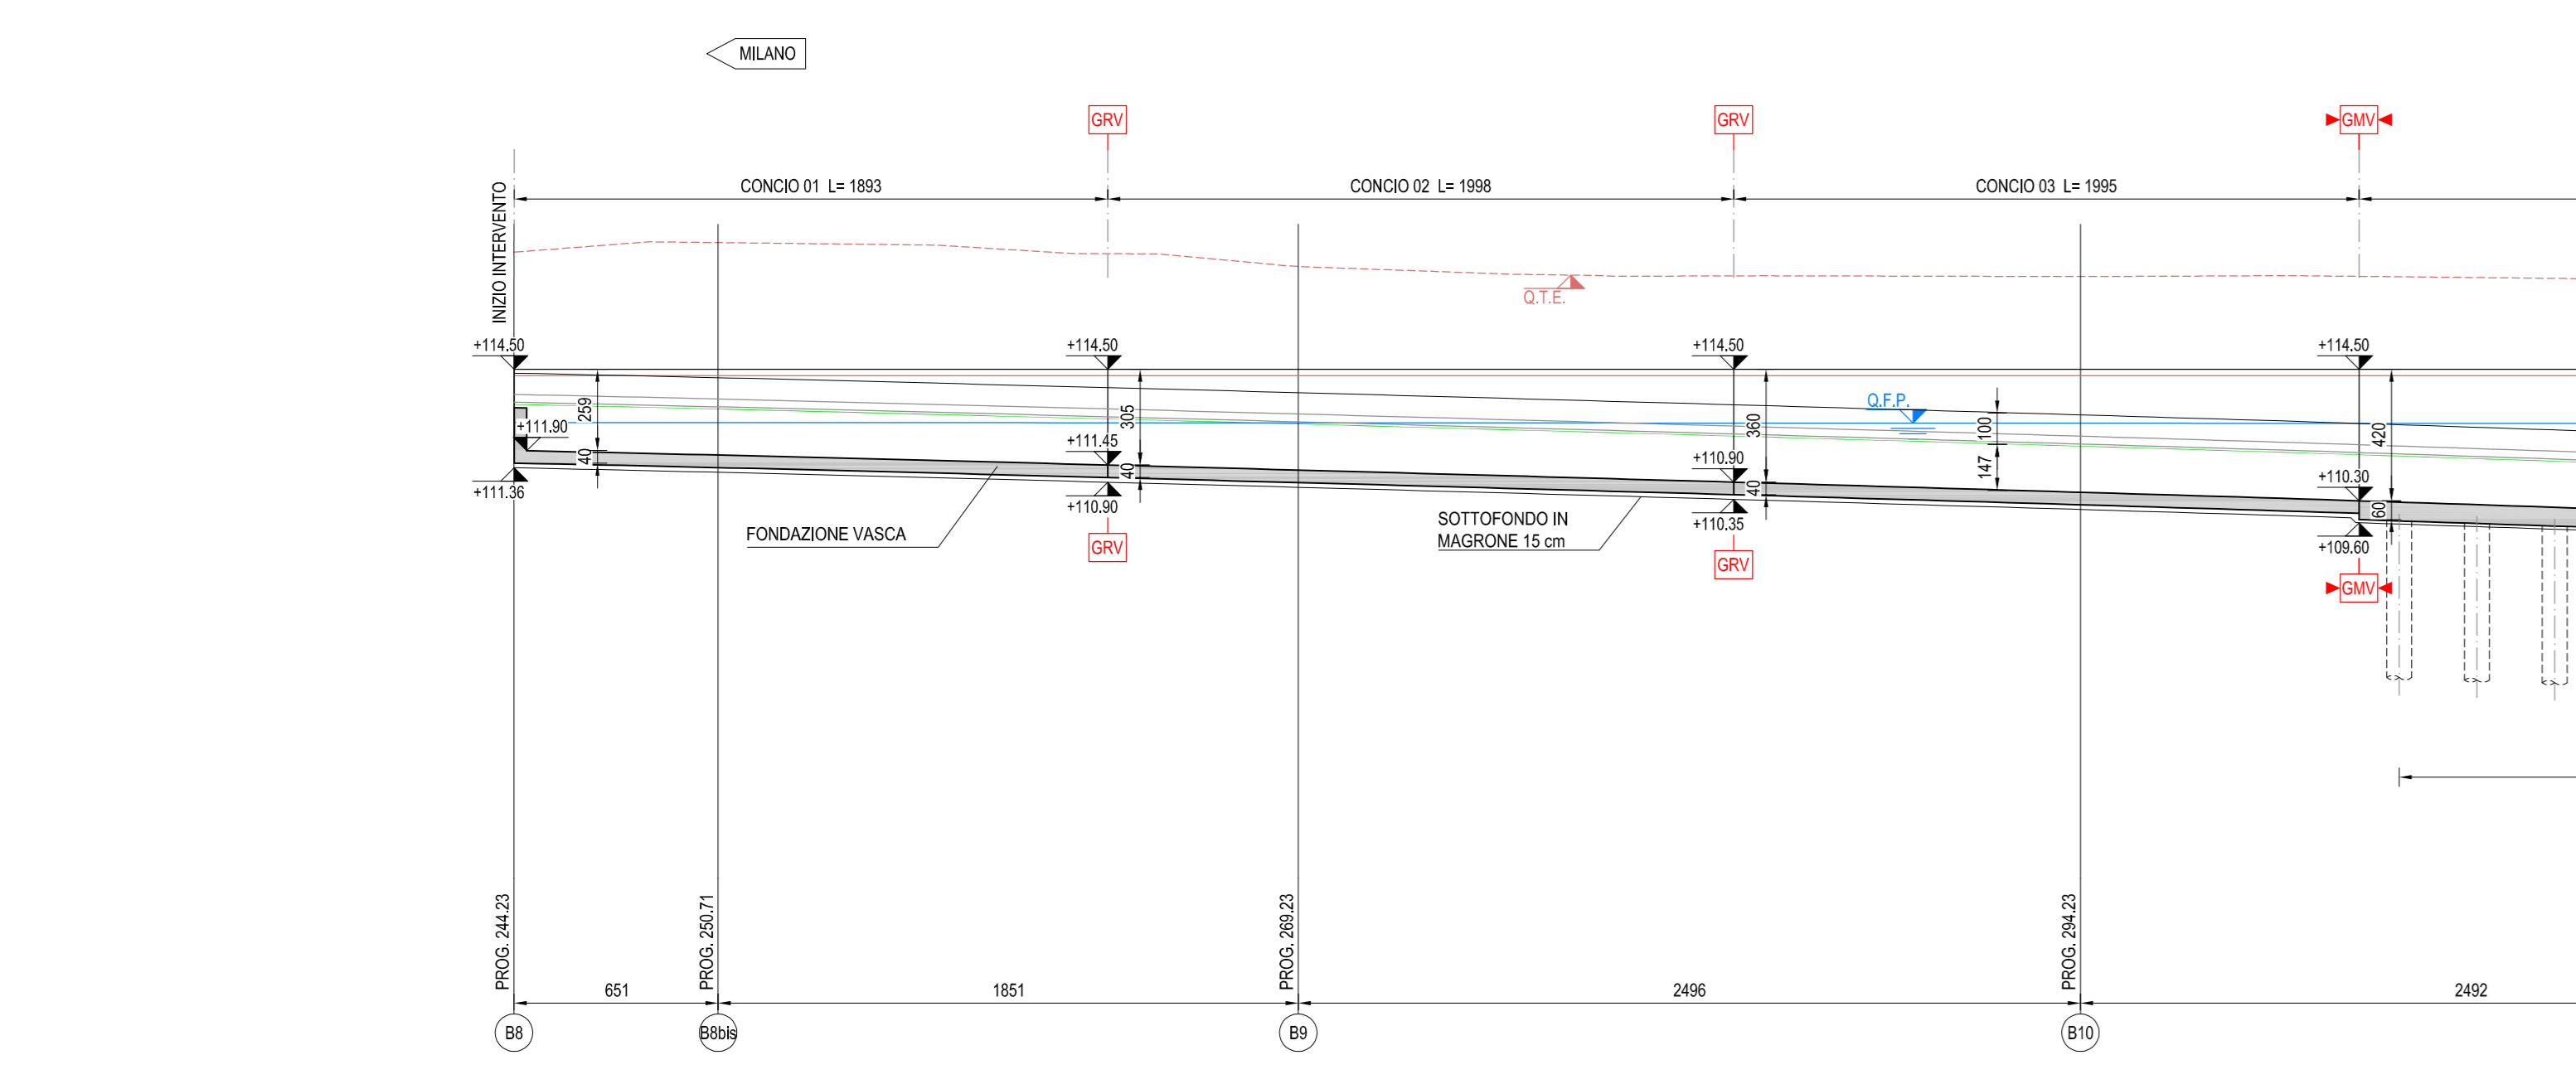 MILANO
GRV
GRV
GMV
CONCIO 01 L= 1893
CONCIO 02 L= 1998
CONCIO 03 L= 1995
INIZIO INTERVENTO
Q.T.E.
+114.50
+114.50
+114.50
+114.50
259
305
360
420
Q.F.P.
100
147
+111.90
+111.45
+110.90
+110.30
40
40
40
60
+111.36
+110.90
+110.35
+109.60
FONDAZIONE VASCA
SOTTOFONDO IN
MAGRONE 15 cm
GRV
GRV
GMV
PROG. 244.23
PROG. 250.71
PROG. 269.23
PROG. 294.23
651
1851
2496
2492
B8
B8bis
B9
B10